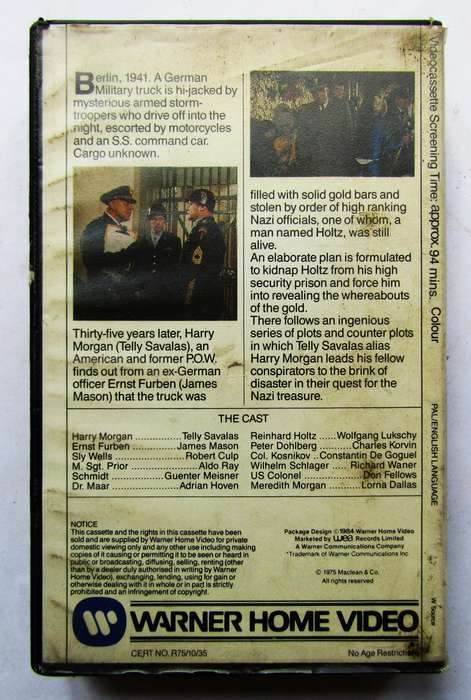 Berlin, 1941. A German
Military truck is hi-jacked by
mysterious armed storm-
troopers who drive off into the
night, escorted by motorcycles
and an S.S. command car.
Cargo unknown.
Thirty-five years later, Harry
Morgan (Telly Savalas), an
American and former P.O.W.
finds out from an ex-German
officer Ernst Furben (James
Mason) that the truck was
filled with solid gold bars and
stolen by order of high ranking
Nazi officials, one of whom, a
man named Holtz, was still
alive.
An elaborate plan is formulated
to kidnap Holtz from his high
security prison and force him
into revealing the whereabouts
of the gold.
There follows an ingenious
series of plots and counter plots
in which Telly Savalas alias
Harry Morgan leads his fellow
conspirators to the brink of
disaster in their quest for the
Nazi treasure.
THE CAST
Harry Morgan ............... Telly Savalas
Ernst Furben ............. James Mason
Sly Wells ..................... Robert Culp
M. Sgt. Prior .................. Aldo Ray
Schmidt ............... Guenter Meisner
Dr. Maar ................... Adrian Hoven
Reinhard Holtz ...... Wolfgang Lukschy
Peter Dohlberg ........ Charles Korvin
Col. Kosnikov .. Constantin De Goguel
Wilhelm Schlager ..... Richard Waner
US Colonel ................. Don Fellows
Meredith Morgan ........ Lorna Dallas
NOTICE
This cassette and the rights in this cassette have been
sold and are supplied by Warner Home Video for private
domestic viewing only and any other use including making
copies of it causing or permitting it to be seen or heard in
public or broadcasting, diffusing, selling, renting (other
than by a dealer duly authorised in writing by Warner
Home Video), exchanging, lending, using for gain or
otherwise dealing with it in whole or in part is strictly
prohibited and an infringement of copyright.
Package Design © 1984 Warner Home Video
Marketed by wea Records Limited
A Warner Communications Company
*Trademark of Warner Communications Inc.
© 1975 Maclean & Co.
All rights reserved
WARNER HOME VIDEO
CERT NO. R75/10/35
No Age Restriction
Videocassette Screening Time: approx. 94 mins. Colour
PAL/ENGLISH LANGUAGE